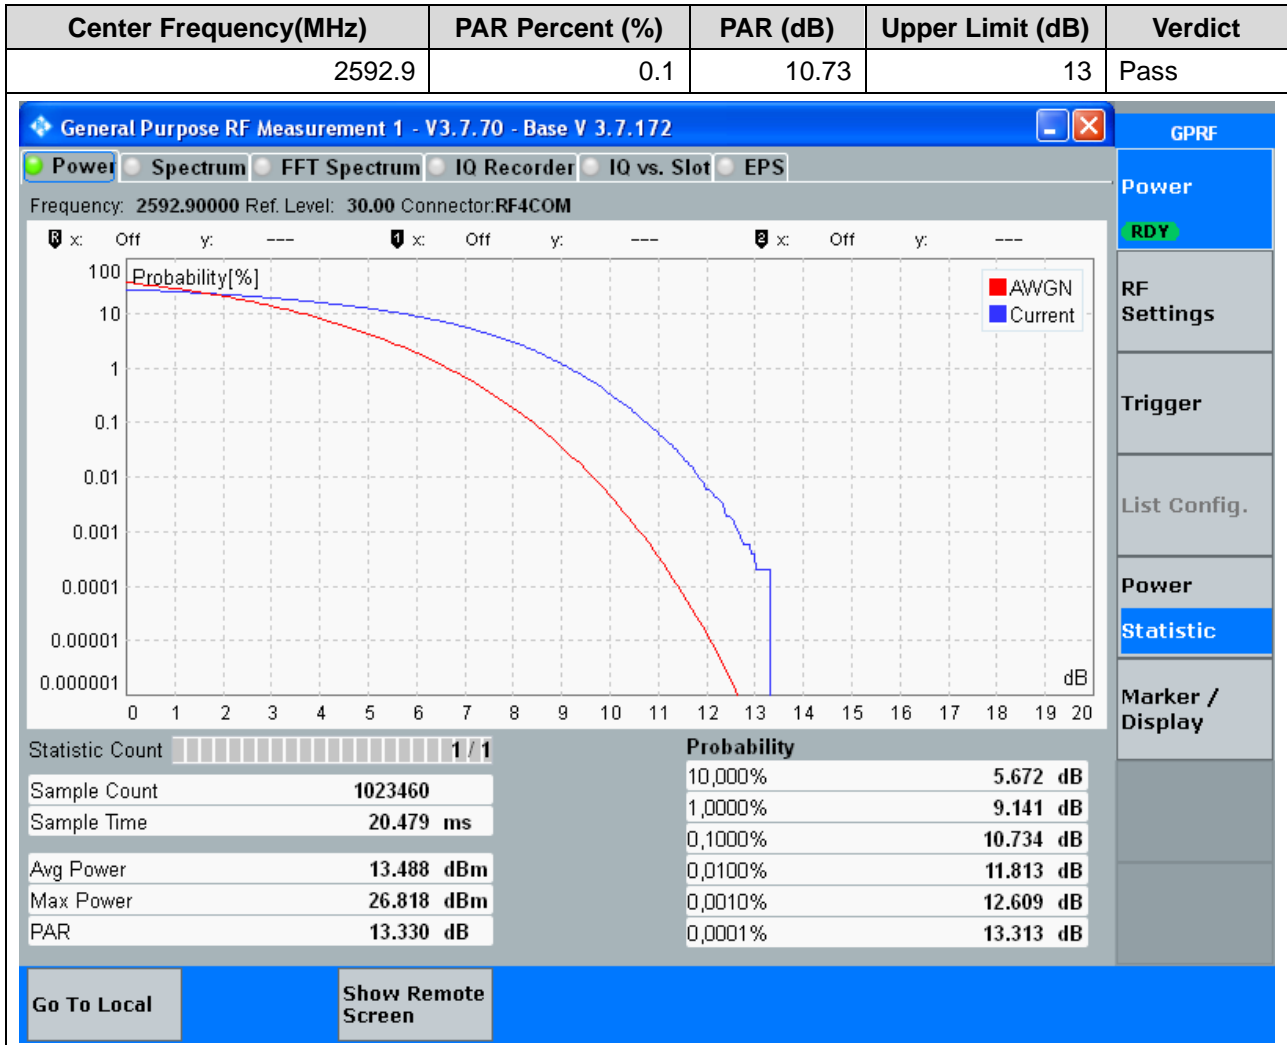 Center Frequency(MHz) PAR Percent (%) PAR (dB) Upper Limit (dB) Verdict
2592.9 0.1 10.73 13 Pass
General Purpose RF Measurement 1 - V3.7.70 - Base V 3.7.172
GPRF
Power Spectrum FFT Spectrum IQ Recorder IQ vs. Slot EPS
Frequency: 2592.90000 Ref. Level: 30.00 Connector:RF4COM
R x: Off y: --- 1 x: Off y: --- 2 x: Off y: ---
Probability[%]
AWGN
Current
100
10
1
0.1
0.01
0.001
0.0001
0.00001
0.000001
dB
0 1 2 3 4 5 6 7 8 9 10 11 12 13 14 15 16 17 18 19 20
Power
RDY
RF
Settings
Trigger
List Config.
Power
Statistic
Marker /
Display
Statistic Count 1 / 1
Sample Count 1023460
Sample Time 20.479 ms
Avg Power 13.488 dBm
Max Power 26.818 dBm
PAR 13.330 dB
Probability
10,000% 5.672 dB
1,0000% 9.141 dB
0,1000% 10.734 dB
0,0100% 11.813 dB
0,0010% 12.609 dB
0,0001% 13.313 dB
Go To Local
Show Remote
Screen